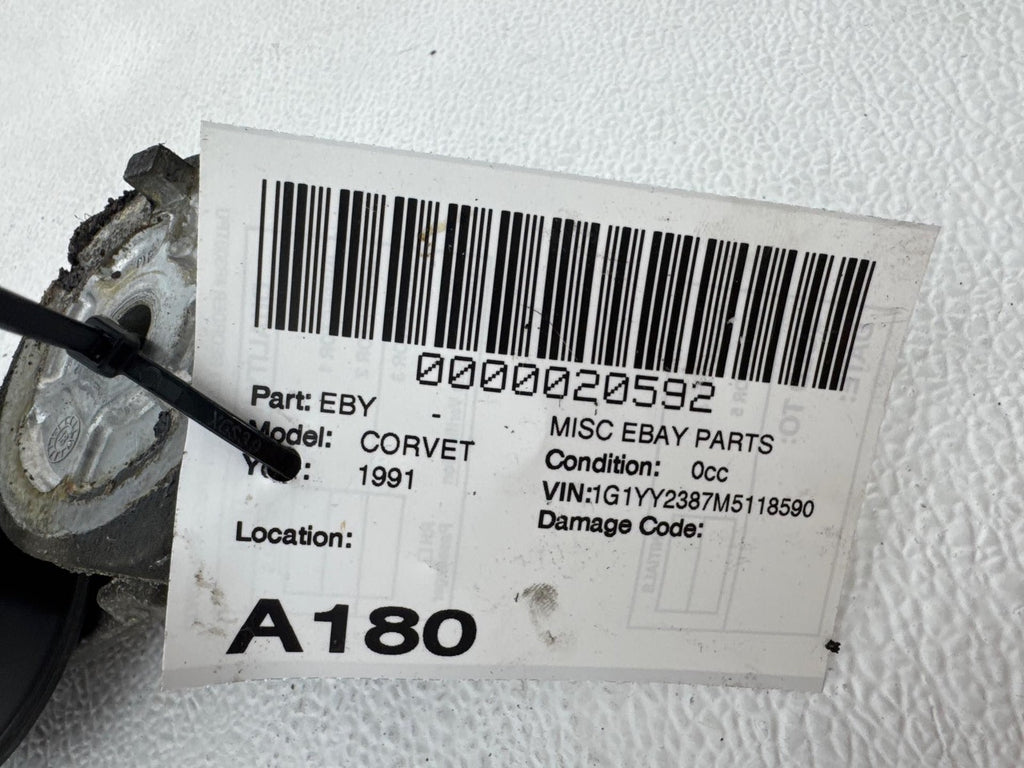 0000020592
Part: EBY - MISC EBAY PARTS
Model: CORVET Condition: 0cc
1991 VIN:1G1YY2387M5118590
Location: Damage Code:
A180